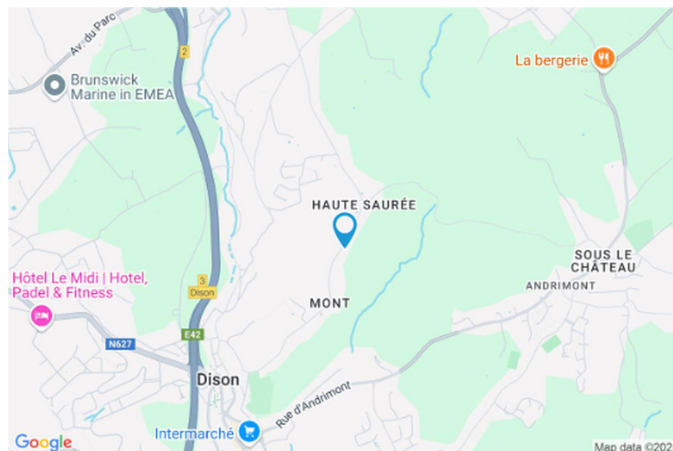 Av. du Parc
2
La bergerie
Brunswick
Marine in EMEA
HAUTE SAURÉE
SOUS LE
CHÂTEAU
Hôtel Le Midi | Hotel,
Padel & Fitness
3
Dison
ANDRIMONT
MONT
E42
N627
Dison
Rue d'Andrimont
Intermarché
Google
Map data ©202